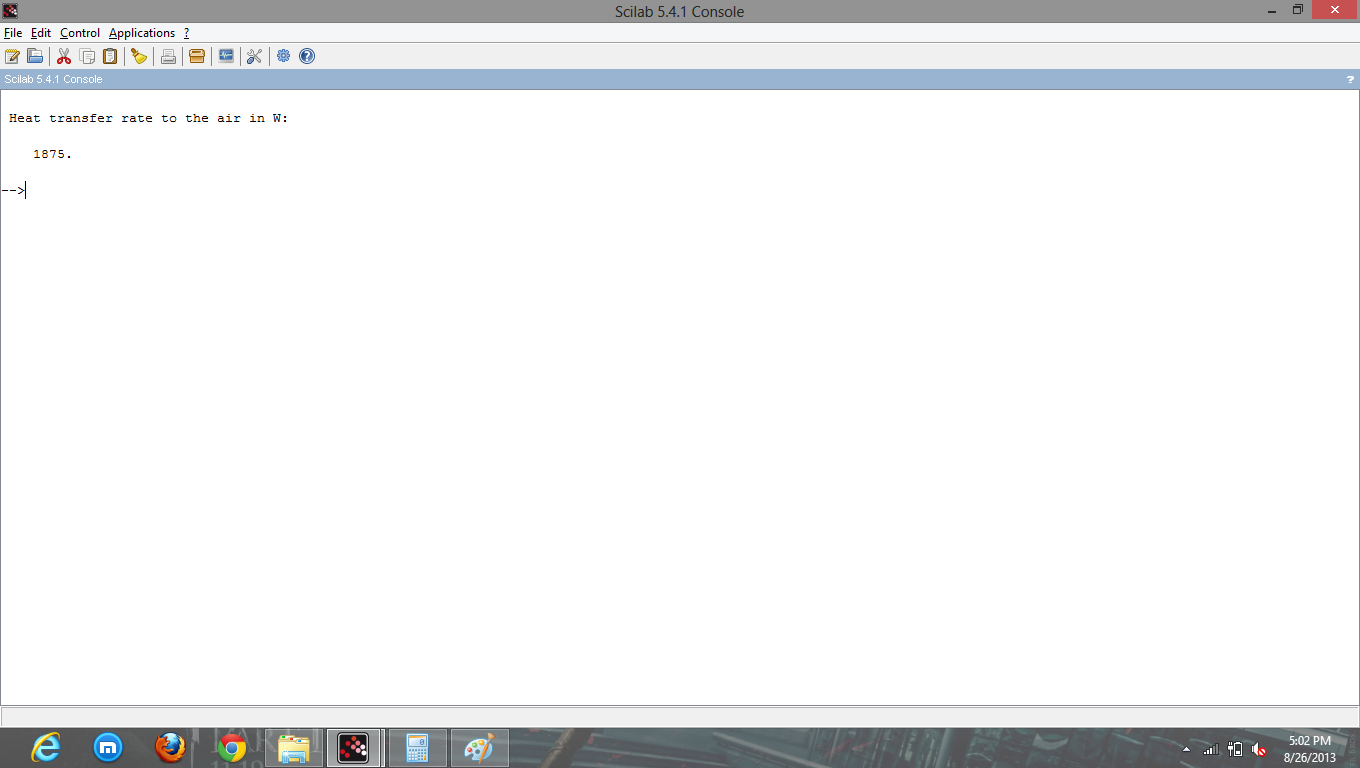 Scilab 5.4.1 Console
File Edit Control Applications ?
Scilab 5.4.1 Console ?
Heat transfer rate to the air in W:
1875.
-->
5:02 PM
8/26/2013